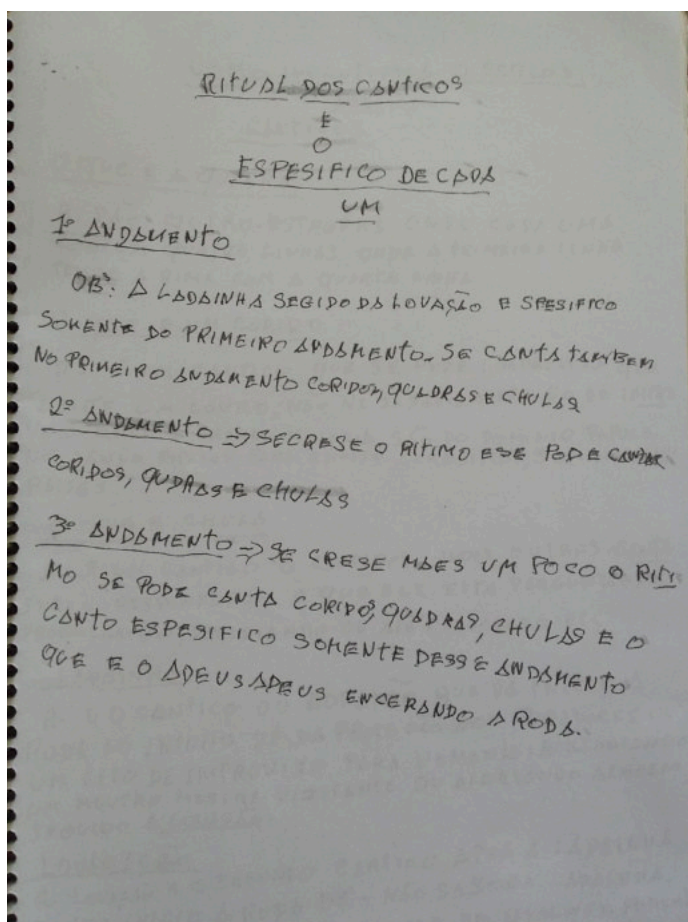 RITUAL DOS CANTICOS
E
O
ESPESIFICO DE CADA
UM
1º ANDAMENTO
OBS: A LADAINHA SEGIDO DA LOVAÇÃO E SPESIFICO
SOMENTE DO PRIMEIRO ANDAMENTO. SE CANTA TAMBEM
NO PRIMEIRO ANDAMENTO CORIDOS, QUADRAS E CHULAS
2º ANDAMENTO => SECRESE O RITIMO ESE PODE CANTAR
CORIDOS, QUDRAS E CHULAS
3º ANDAMENTO => SE CRESE MAES UM POCO O RITI
MO SE PODE CANTA CORIDOS, QUADRAS, CHULAS E O
CANTO ESPESIFICO SOMENTE DESSE ANDAMENTO
QUE E O ADEUS ADEUS ENCERANDO A RODA.